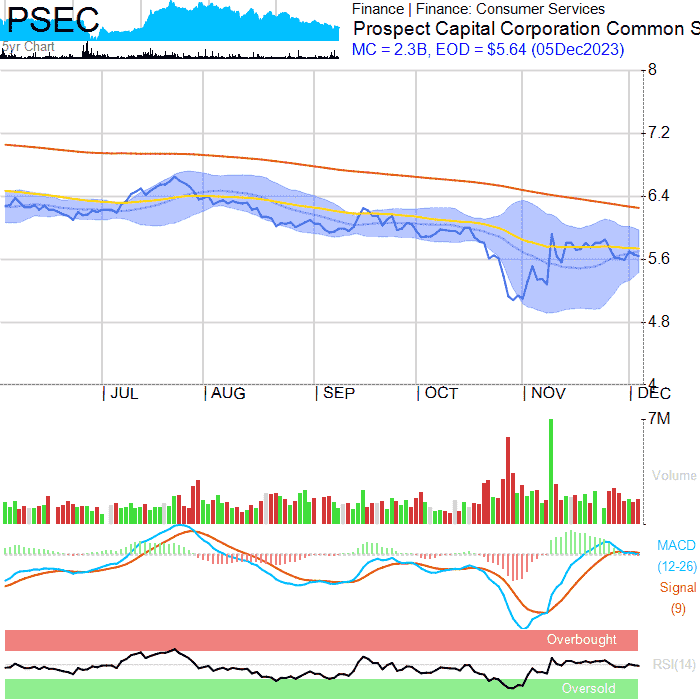 PSEC
5yr Chart
Finance | Finance: Consumer Services
Prospect Capital Corporation Common S
MC = 2.3B, EOD = $5.64 (05Dec2023)
8
7.2
6.4
5.6
4.8
4
JUL AUG SEP OCT NOV DEC
7M
Volume
MACD
(12-26)
Signal
(9)
Overbought
RSI(14)
Oversold